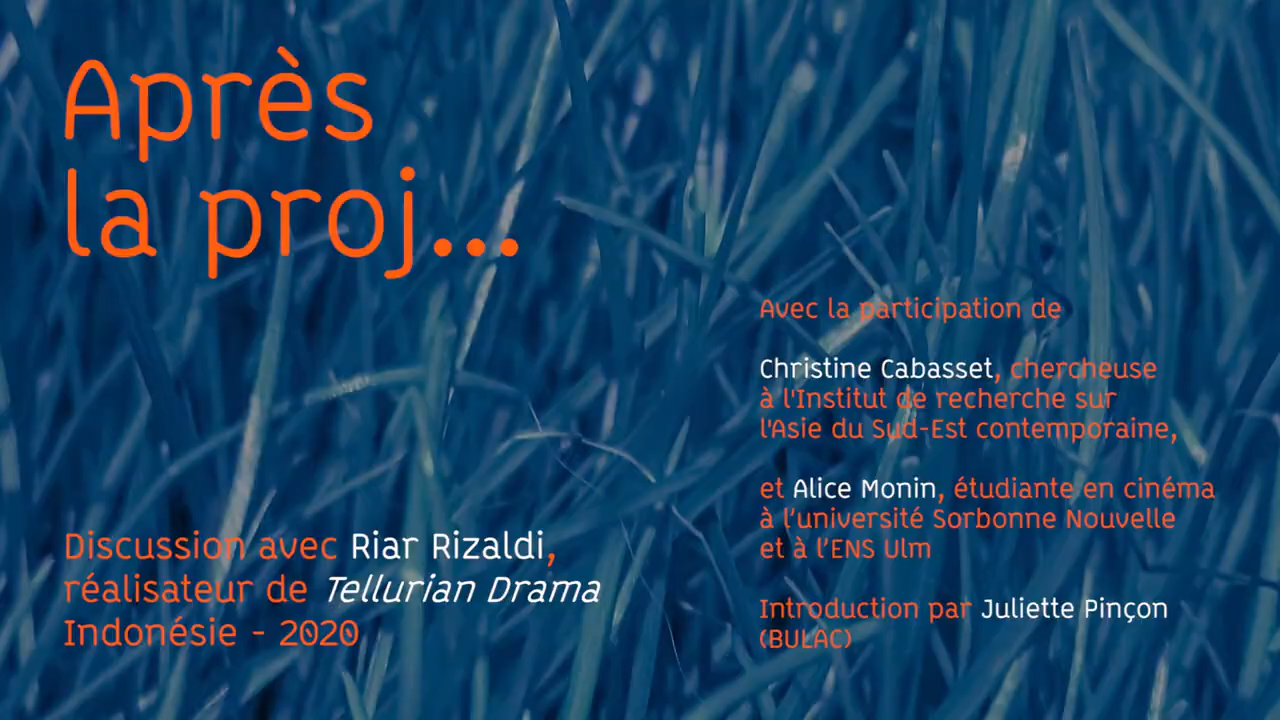 Après
la proj...
Discussion avec Riar Rizaldi,
réalisateur de Tellurian Drama
Indonésie - 2020
Avec la participation de
Christine Cabasset, chercheuse
à l'Institut de recherche sur
l'Asie du Sud-Est contemporaine,
et Alice Monin, étudiante en cinéma
à l’université Sorbonne Nouvelle
et à l’ENS Ulm
Introduction par Juliette Pinçon
(BULAC)